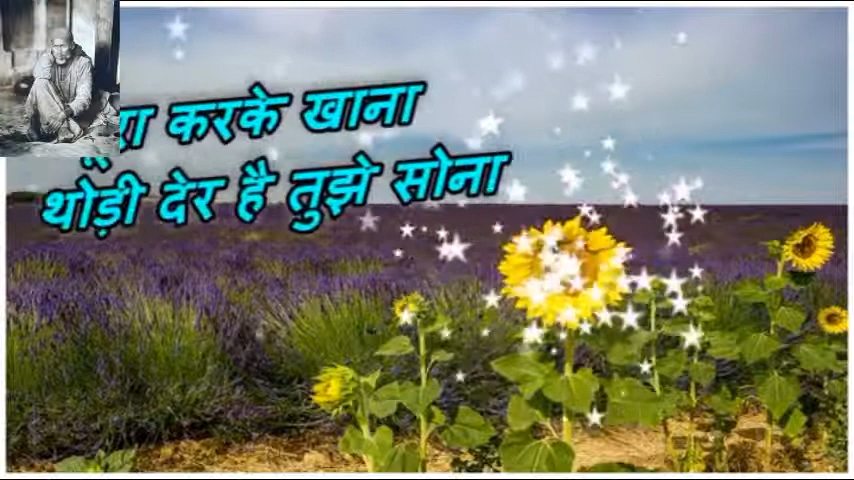 करके खाना
थोड़ी देर है तुझे सोना